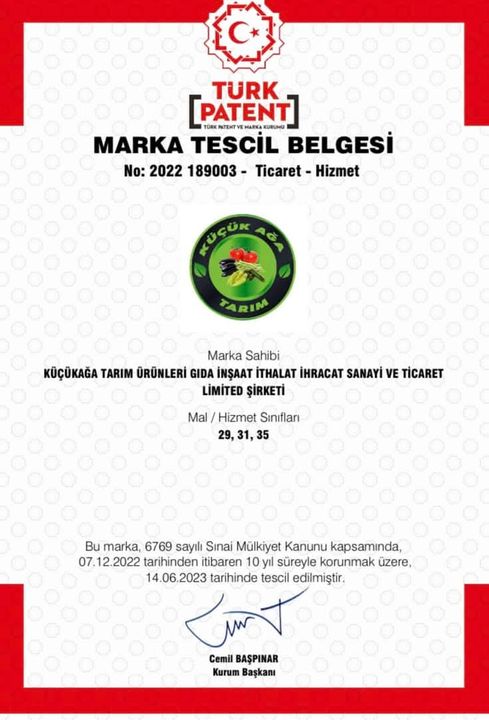 TÜRK
PATENT
TÜRK PATENT VE MARKA KURUMU
MARKA TESCİL BELGESİ
No: 2022 189003 - Ticaret - Hizmet
KÜÇÜK AĞA
TARIM
Marka Sahibi
KÜÇÜKAĞA TARIM ÜRÜNLERİ GIDA İNŞAAT İTHALAT İHRACAT SANAYİ VE TİCARET
LİMİTED ŞİRKETİ
Mal / Hizmet Sınıfları
29, 31, 35
Bu marka, 6769 sayılı Sınai Mülkiyet Kanunu kapsamında,
07.12.2022 tarihinden itibaren 10 yıl süreyle korunmak üzere,
14.06.2023 tarihinde tescil edilmiştir.
Cemil BAŞPINAR
Kurum Başkanı